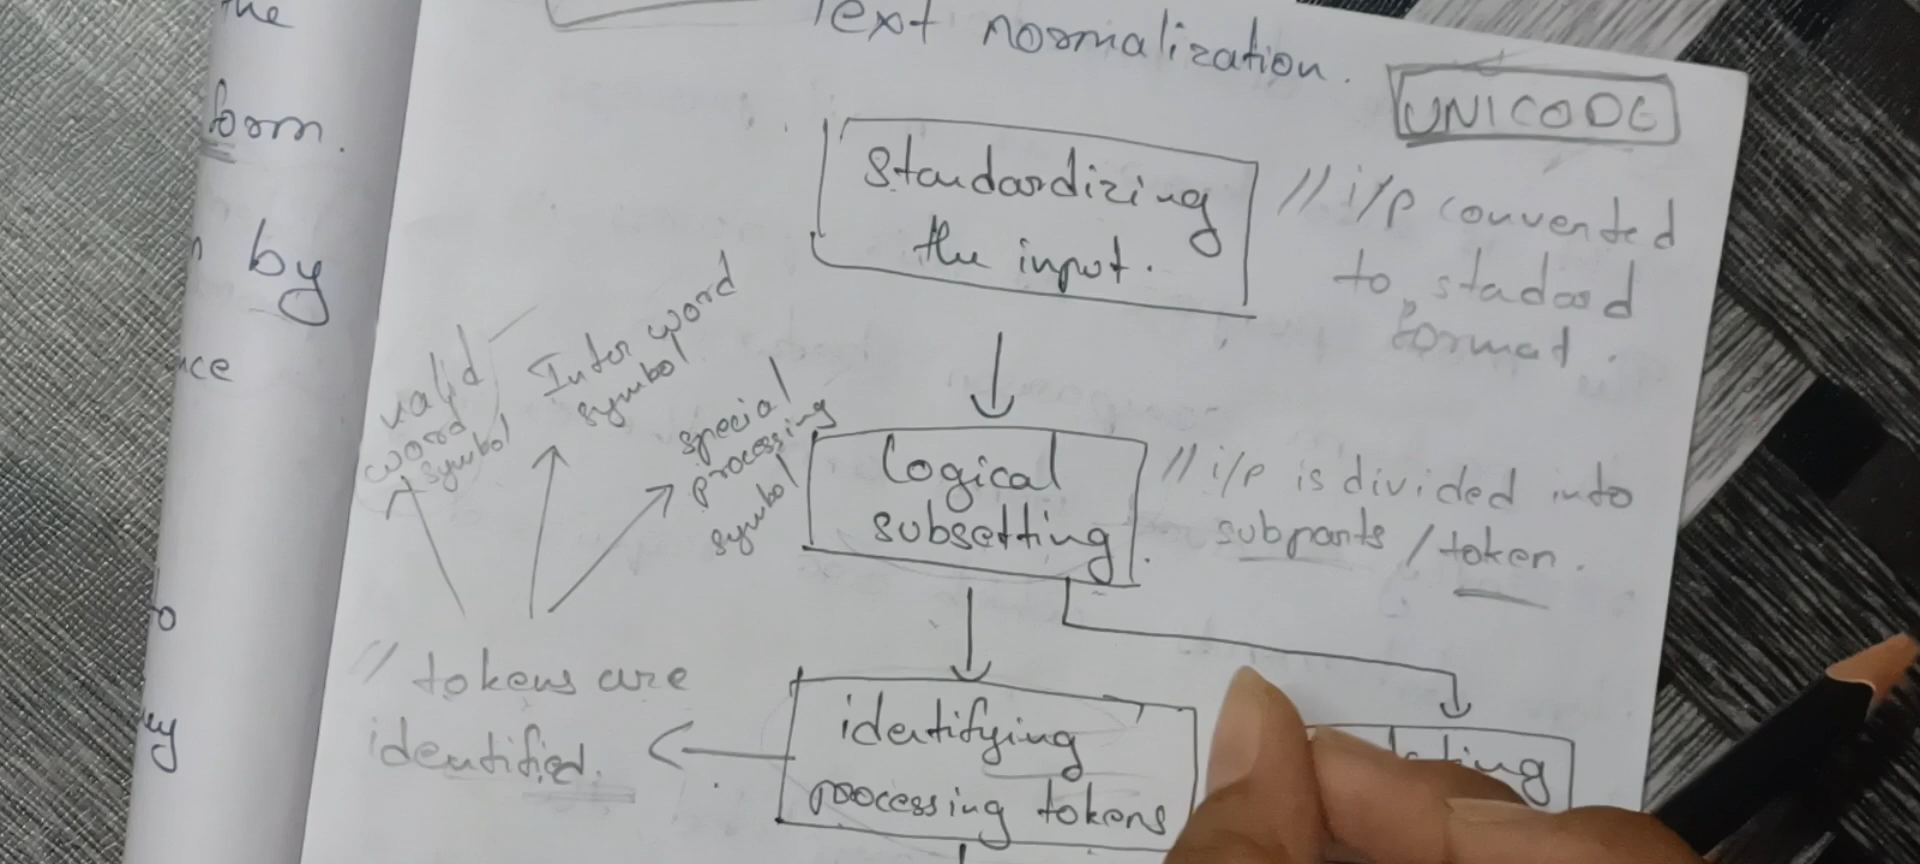 the
form.
by
Text normalization.
UNICODE
Standardizing
the input.
// i/p converted
to stadard
format.
valid
word
symbol
Inter word
symbol
special
processing
symbol
Logical
subsetting
// i/p is divided into
subparts / token.
// tokens are
identified.
identifying
processing tokens